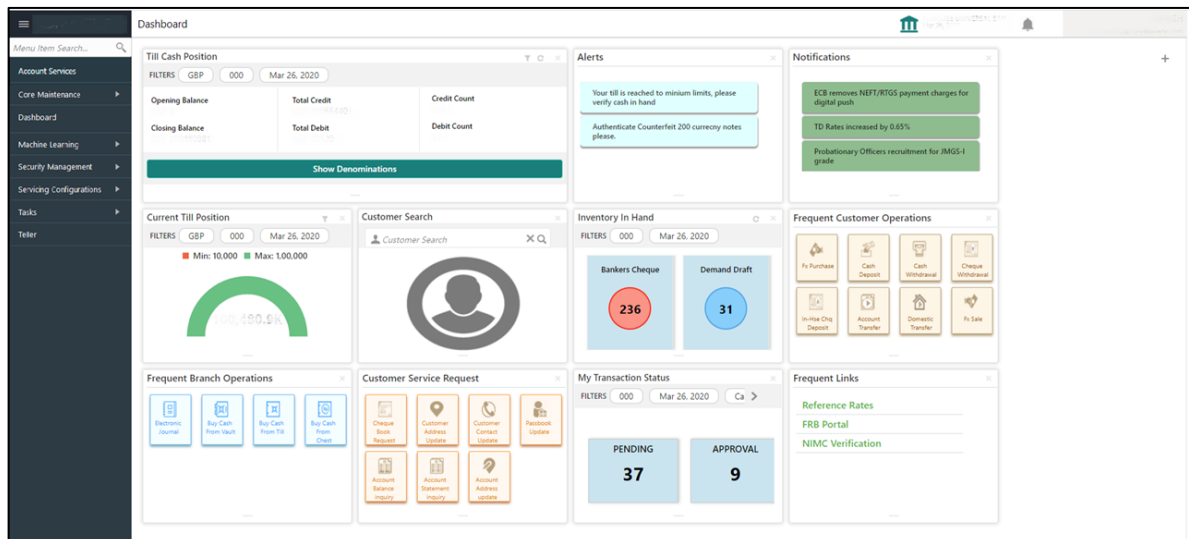 Dashboard
Menu Item Search...
Account Services
Core Maintenance
Dashboard
Machine Learning
Security Management
Servicing Configurations
Tasks
Teller
Till Cash Position
FILTERS GBP 000 Mar 26, 2020
Opening Balance Total Credit Credit Count
Closing Balance Total Debit Debit Count
Show Denominations
Alerts
Your till is reached to minium limits, please
verify cash in hand
Authenticate Counterfeit 200 currecny notes
please.
Notifications
ECB removes NEFT/RTGS payment charges for
digital push
TD Rates increased by 0.65%
Probationary Officers recruitment for JMGS-I
grade
Current Till Position
FILTERS GBP 000 Mar 26, 2020
Min: 10,000 Max: 1,00,000
Customer Search
Customer Search
Inventory In Hand
FILTERS 000 Mar 26, 2020
Bankers Cheque Demand Draft
236 31
Frequent Customer Operations
Fx Purchase
Cash
Deposit
Cash
Withdrawal
Cheque
Withdrawal
In-Hse Chq
Deposit
Account
Transfer
Domestic
Transfer
Fx Sale
Frequent Branch Operations
Electronic
Journal
Buy Cash
From Vault
Buy Cash
From Till
Buy Cash
From
Chest
Customer Service Request
Cheque
Book
Request
Customer
Address
Update
Customer
Contact
Update
Passbook
Update
Account
Balance
Inquiry
Account
Statement
Inquiry
Account
Address
update
My Transaction Status
FILTERS 000 Mar 26, 2020 Ca
PENDING APPROVAL
37 9
Frequent Links
Reference Rates
FRB Portal
NIMC Verification